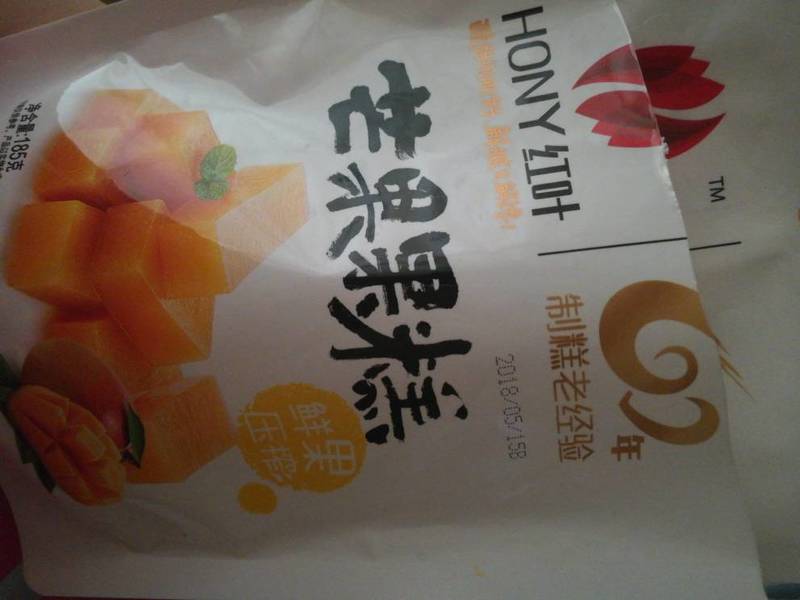 TM
HONY 红叶
60年
制糕老经验
2018/05/15B
芒果果糕
鲜果
压榨
净含量:185克